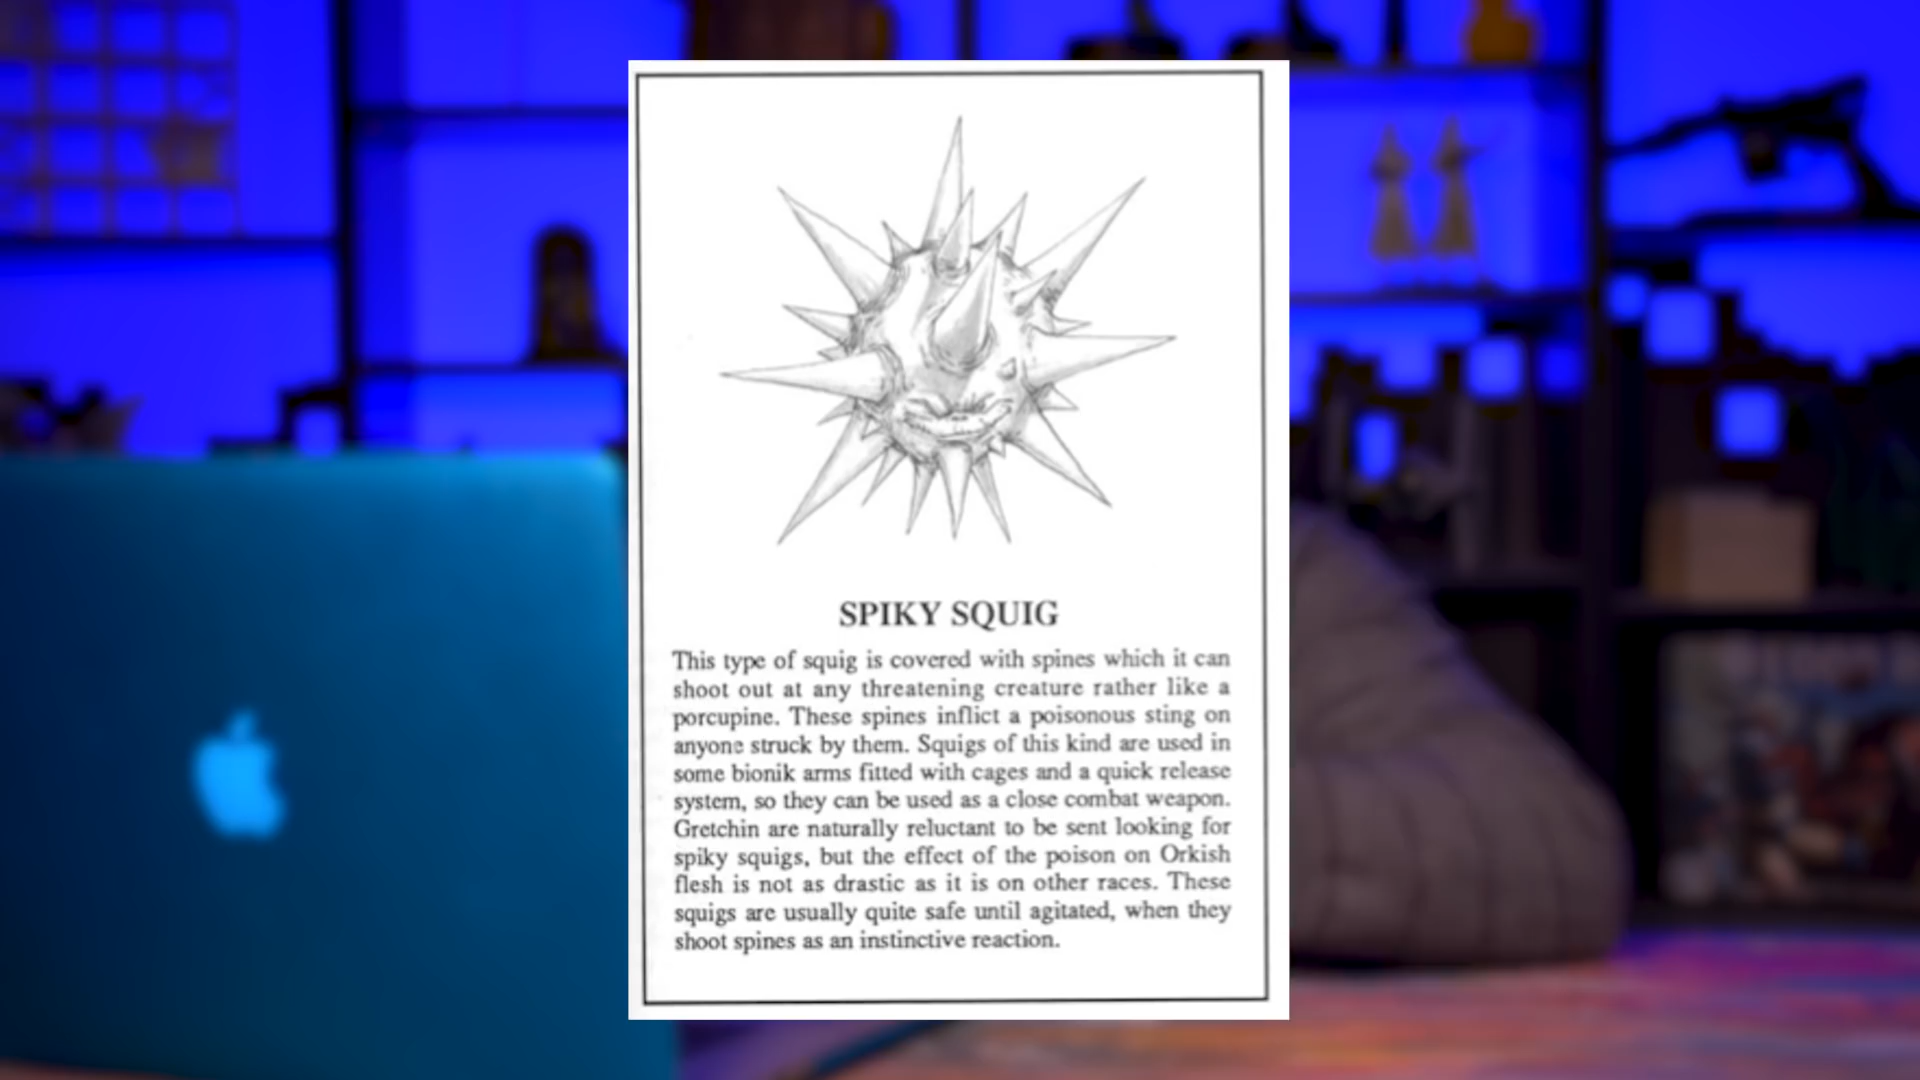 SPIKY SQUIG
This type of squig is covered with spines which it can
shoot out at any threatening creature rather like a
porcupine. These spines inflict a poisonous sting on
anyone struck by them. Squigs of this kind are used in
some bionik arms fitted with cages and a quick release
system, so they can be used as a close combat weapon.
Gretchin are naturally reluctant to be sent looking for
spiky squigs, but the effect of the poison on Orkish
flesh is not as drastic as it is on other races. These
squigs are usually quite safe until agitated, when they
shoot spines as an instinctive reaction.